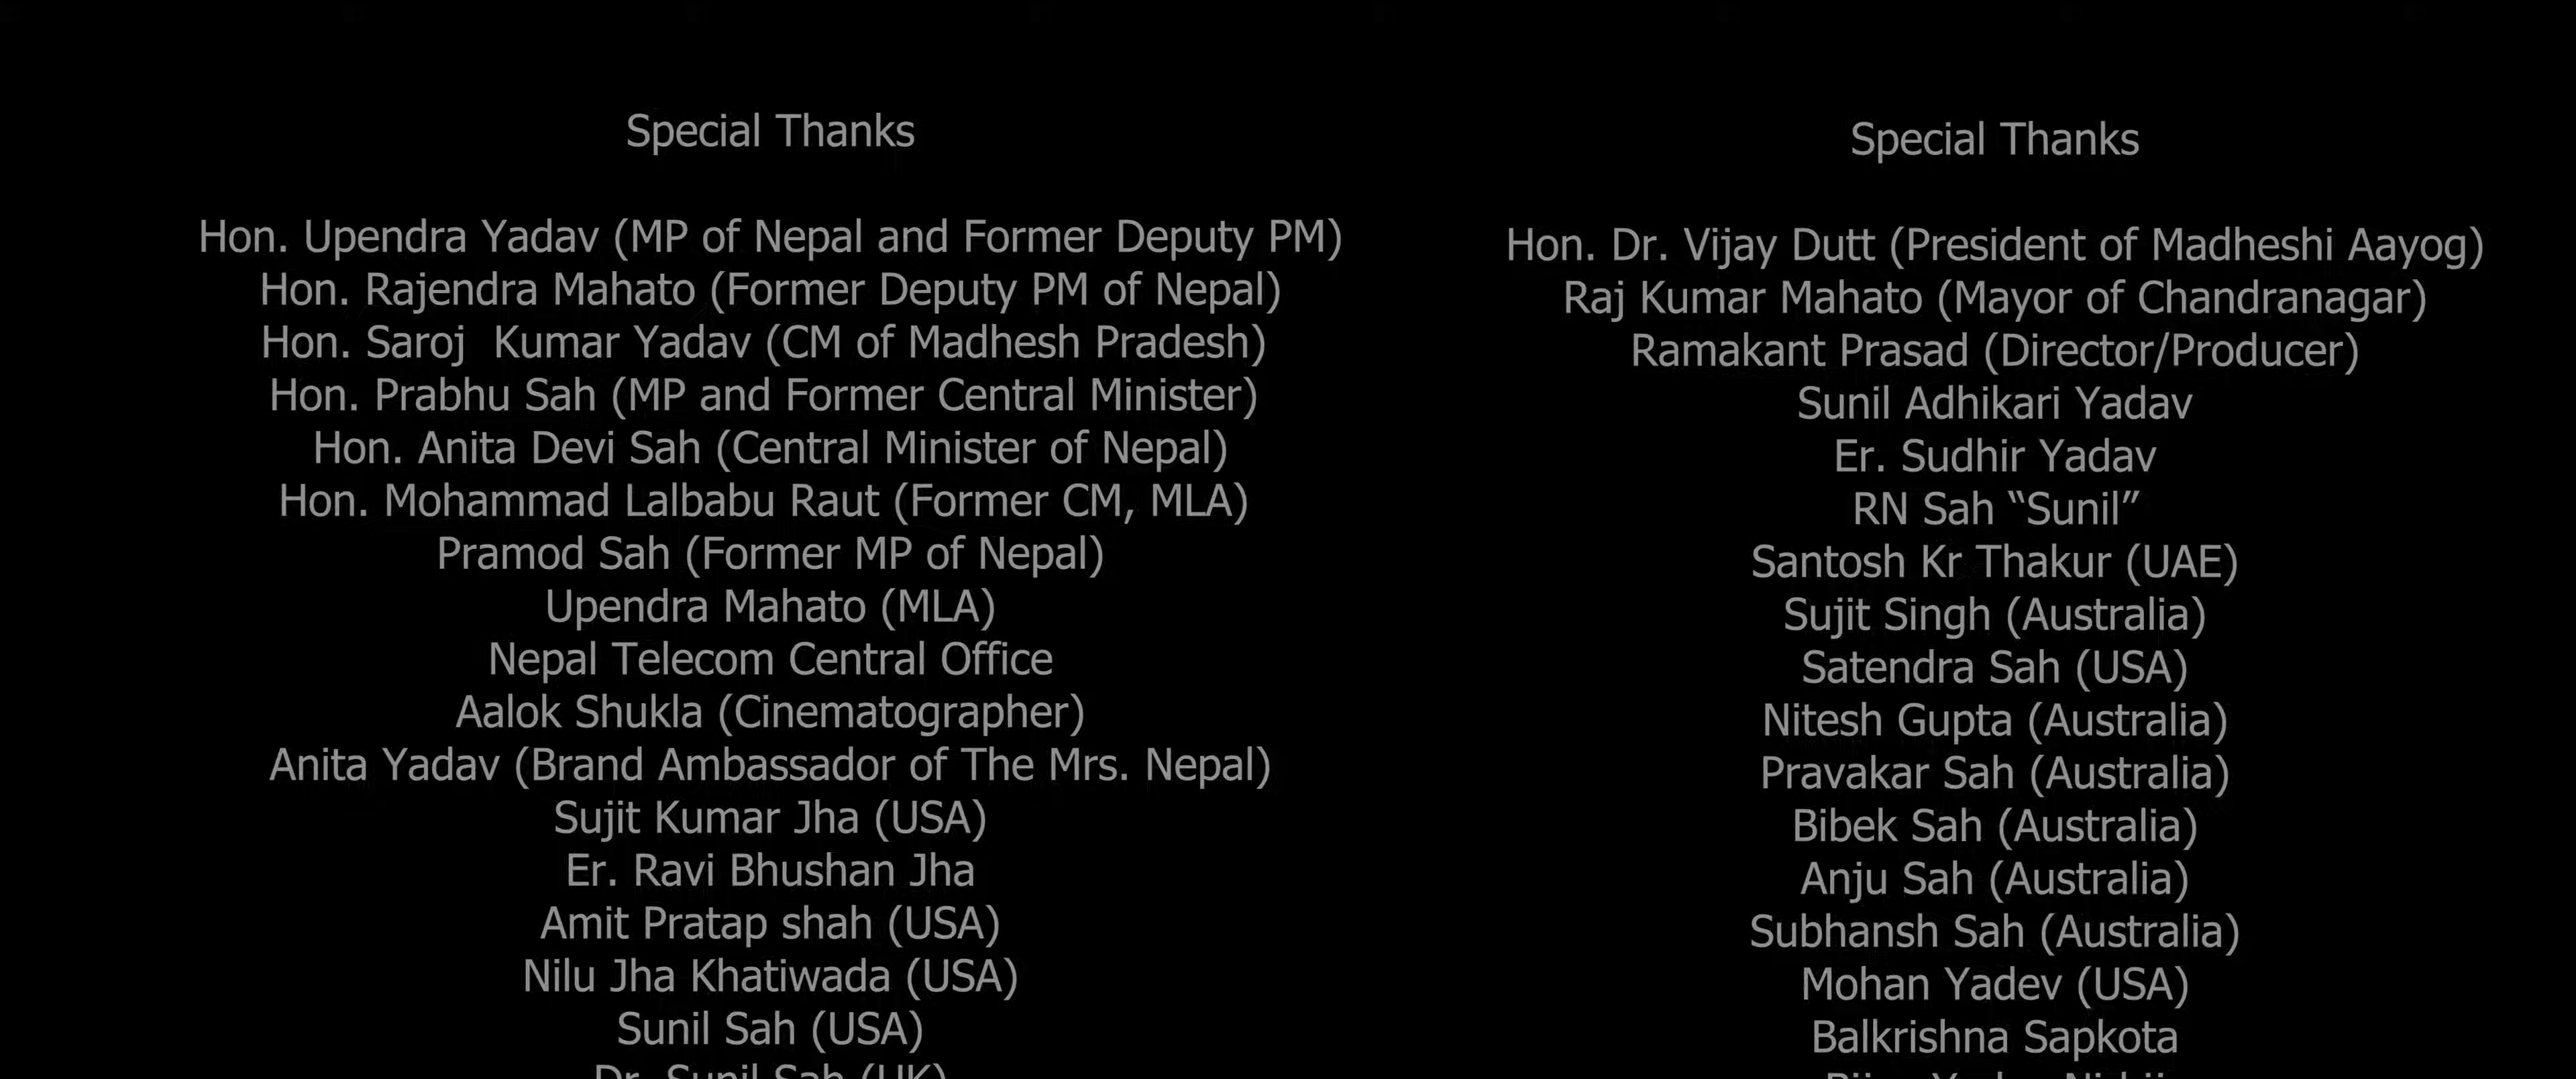 Special Thanks
Hon. Upendra Yadav (MP of Nepal and Former Deputy PM)
Hon. Rajendra Mahato (Former Deputy PM of Nepal)
Hon. Saroj  Kumar Yadav (CM of Madhesh Pradesh)
Hon. Prabhu Sah (MP and Former Central Minister)
Hon. Anita Devi Sah (Central Minister of Nepal)
Hon. Mohammad Lalbabu Raut (Former CM, MLA)
Pramod Sah (Former MP of Nepal)
Upendra Mahato (MLA)
Nepal Telecom Central Office
Aalok Shukla (Cinematographer)
Anita Yadav (Brand Ambassador of The Mrs. Nepal)
Sujit Kumar Jha (USA)
Er. Ravi Bhushan Jha
Amit Pratap shah (USA)
Nilu Jha Khatiwada (USA)
Sunil Sah (USA)
Dr. Sunil Sah (UK)
Special Thanks
Hon. Dr. Vijay Dutt (President of Madheshi Aayog)
Raj Kumar Mahato (Mayor of Chandranagar)
Ramakant Prasad (Director/Producer)
Sunil Adhikari Yadav
Er. Sudhir Yadav
RN Sah “Sunil”
Santosh Kr Thakur (UAE)
Sujit Singh (Australia)
Satendra Sah (USA)
Nitesh Gupta (Australia)
Pravakar Sah (Australia)
Bibek Sah (Australia)
Anju Sah (Australia)
Subhansh Sah (Australia)
Mohan Yadev (USA)
Balkrishna Sapkota